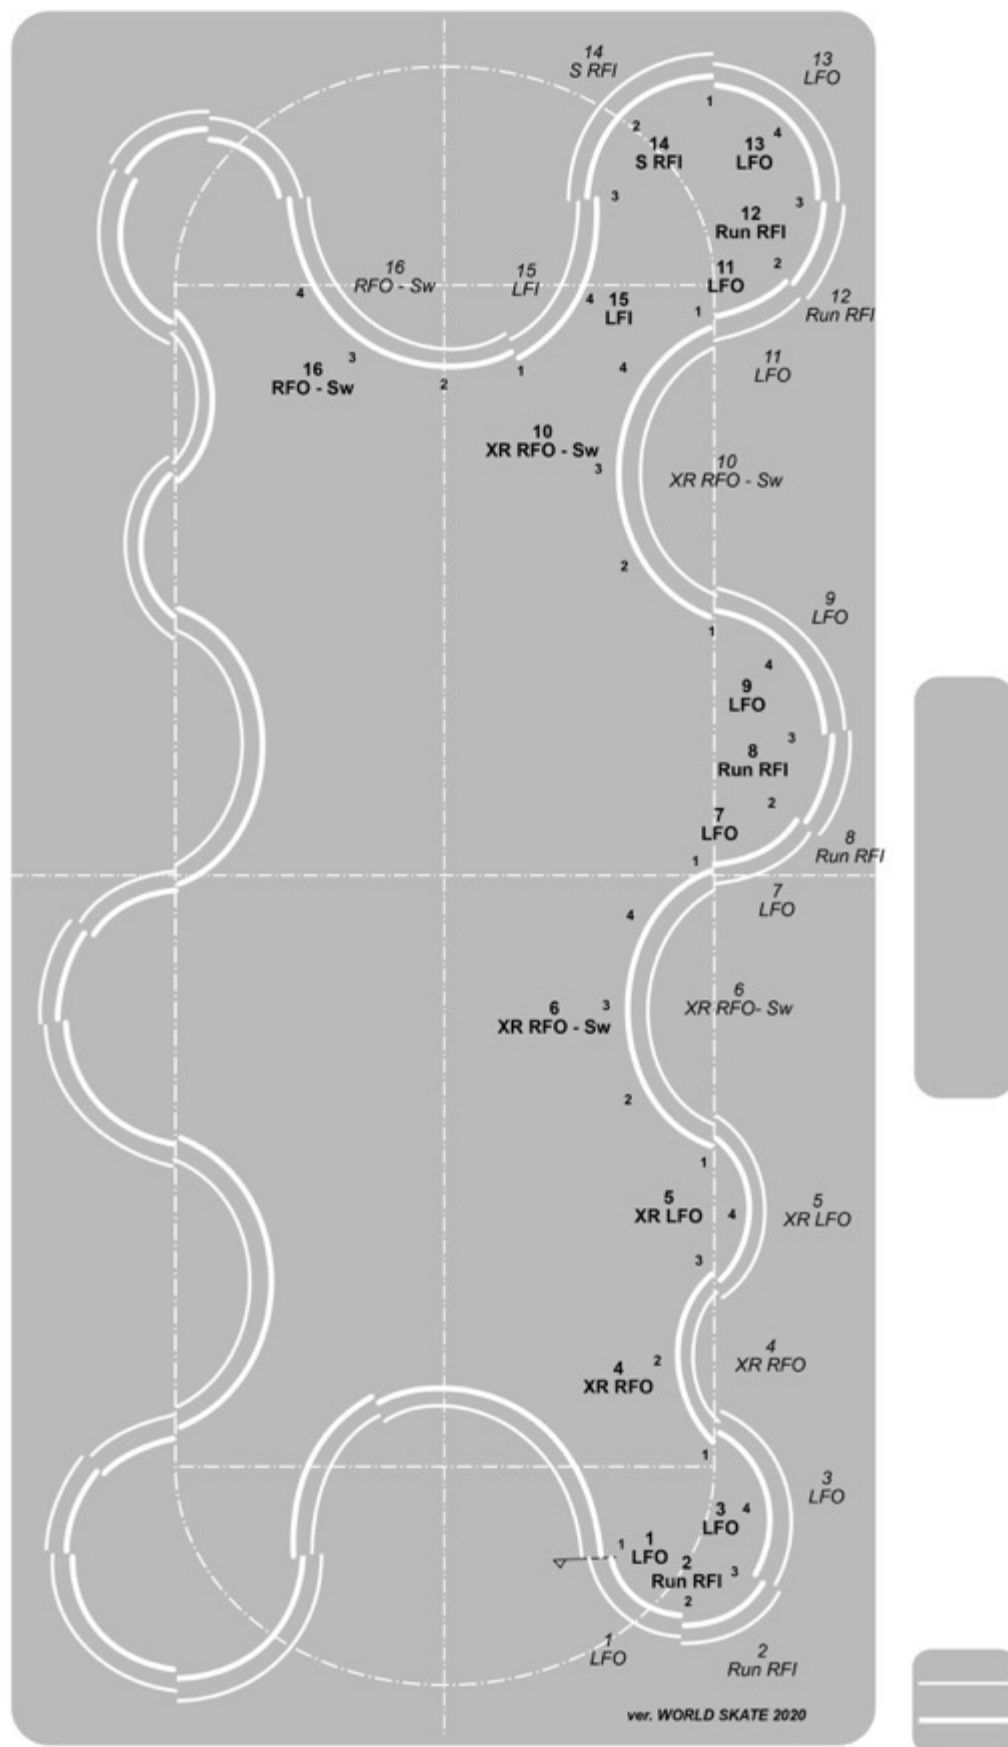 14
S RFI
13
LFO
1
2
4
14
S RFI
13
LFO
3
3
12
Run RFI
16
RFO - Sw
15
LFI
11
LFO
2
4
4
15
LFI
1
12
Run RFI
16
RFO - Sw
3
2
1
4
11
LFO
10
XR RFO - Sw
3
10
XR RFO - Sw
2
1
9
LFO
4
9
LFO
3
8
Run RFI
2
7
LFO
1
8
Run RFI
7
LFO
4
6
XR RFO - Sw
3
6
XR RFO- Sw
2
1
5
XR LFO
4
5
XR LFO
3
4
XR RFO
2
4
XR RFO
1
3
LFO
4
3
LFO
1
1
LFO
2
Run RFI
3
2
1
LFO
2
Run RFI
ver. WORLD SKATE 2020